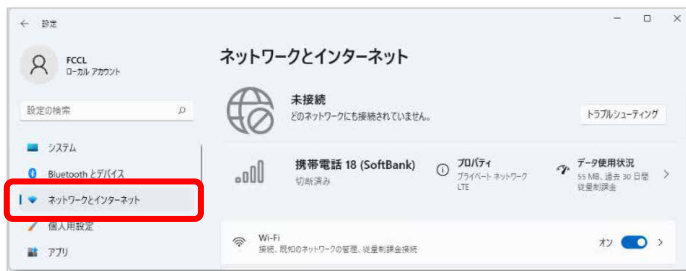 ← 設定
FCCL
ローカル アカウント
設定の検索
システム
Bluetooth とデバイス
ネットワークとインターネット
個人用設定
アプリ
ネットワークとインターネット
未接続
どのネットワークにも接続されていません。
トラブルシューティング
携帯電話 18 (SoftBank)
切断済み
プロパティ
プライベート ネットワーク
LTE
データ使用状況
55 MB、過去 30 日間
従量制課金
Wi-Fi
接続、既知のネットワークの管理、従量制課金接続
オン